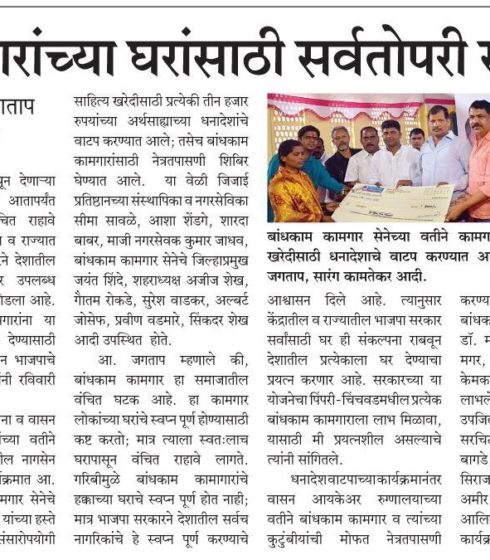 रांच्या घरांसाठी सर्वतोपरी
गताप
न देणाऱ्या
आतापर्यंत
चित राहावे
व राज्यात
ने देशातील
र उपलब्ध
ोडला आहे.
गारांना या
देण्यासाठी
न भाजपाचे
नी रविवारी
ना व वासन
च्या वतीने
ील नागसेन
क्रमात आ.
गार सेनेचे
यांच्या हस्ते
संसारोपयोगी
साहित्य खरेदीसाठी प्रत्येकी तीन हजार
रुपयांच्या अर्थसाह्याच्या धनादेशांचे
वाटप करण्यात आले; तसेच बांधकाम
कामगारांसाठी नेत्रतपासणी शिबिर
घेण्यात आले. या वेळी जिजाई
प्रतिष्ठानच्या संस्थापिका व नगरसेविका
सीमा सावळे, आशा शेंडगे, शारदा
बाबर, माजी नगरसेवक कुमार जाधव,
बांधकाम कामगार सेनेचे जिल्हाप्रमुख
जयंत शिंदे, शहराध्यक्ष अजीज शेख,
गौतम रोकडे, सुरेश वाडकर, अल्बर्ट
जोसेफ, प्रवीण वडमारे, सिंकदर शेख
आदी उपस्थित होते.
आ. जगताप म्हणाले की,
बांधकाम कामगार हा समाजातील
वंचित घटक आहे. हा कामगार
लोकांच्या घरांचे स्वप्न पूर्ण होण्यासाठी
कष्ट करतो; मात्र त्याला स्वतःलाच
घरापासून वंचित राहावे लागते.
गरिबीमुळे बांधकाम कामागारांचे
हक्काच्या घराचे स्वप्न पूर्ण होत नाही;
मात्र भाजपा सरकारने देशातील सर्वच
नागरिकांचे हे स्वप्न पूर्ण करण्याचे
बांधकाम कामगार सेनेच्या वतीने काम
खरेदीसाठी धनादेशाचे वाटप करण्यात
जगताप, सारंग कामतेकर आदी.
आश्वासन दिले आहे. त्यानुसार
केंद्रातील व राज्यातील भाजपा सरकार
सर्वांसाठी घर ही संकल्पना राबवून
देशातील प्रत्येकाला घर देण्याचा
प्रयत्न करणार आहे. सरकारच्या या
योजनेचा पिंपरी-चिंचवडमधील प्रत्येक
बांधकाम कामगाराला लाभ मिळावा,
यासाठी मी प्रयत्नशील असल्याचे
त्यांनी सांगितले.
धनादेश वाटपाच्या कार्यक्रमानंतर
वासन आयकेअर रुग्णालयाच्या
वतीने बांधकाम कामगार व त्यांच्या
कुटुंबीयांची मोफत नेत्रतपासणी
करण्य
बांधक
डॉ. म
मगर,
केमक
लाभले
उपजि
सरचि
बागडे
सिराज
अमीर
आलि
कार्यक्र